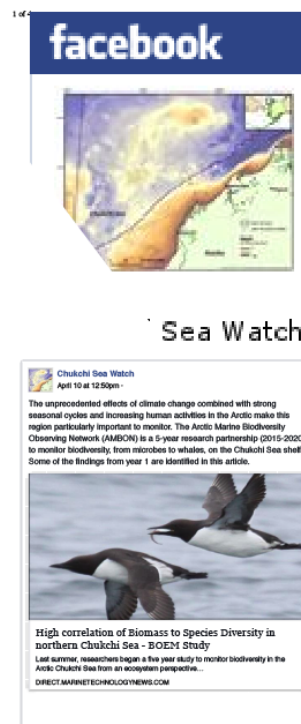 1 of 4
facebook
Sea Watch
Chukchi Sea Watch
April 10 at 12:50pm ·
The unprecedented effects of climate change combined with strong
seasonal cycles and increasing human activities in the Arctic make this
region particularly important to monitor. The Arctic Marine Biodiversity
Observing Network (AMBON) is a 5-year research partnership (2015-2020
to monitor biodiversity, from microbes to whales, on the Chukchi Sea shelf
Some of the findings from year 1 are identified in this article.
High correlation of Biomass to Species Diversity in
northern Chukchi Sea - BOEM Study
Last summer, researchers began a five year study to monitor biodiversity in the
Arctic Chukchi Sea from an ecosystem perspective...
DIRECT.MARINETECHNOLOGYNEWS.COM